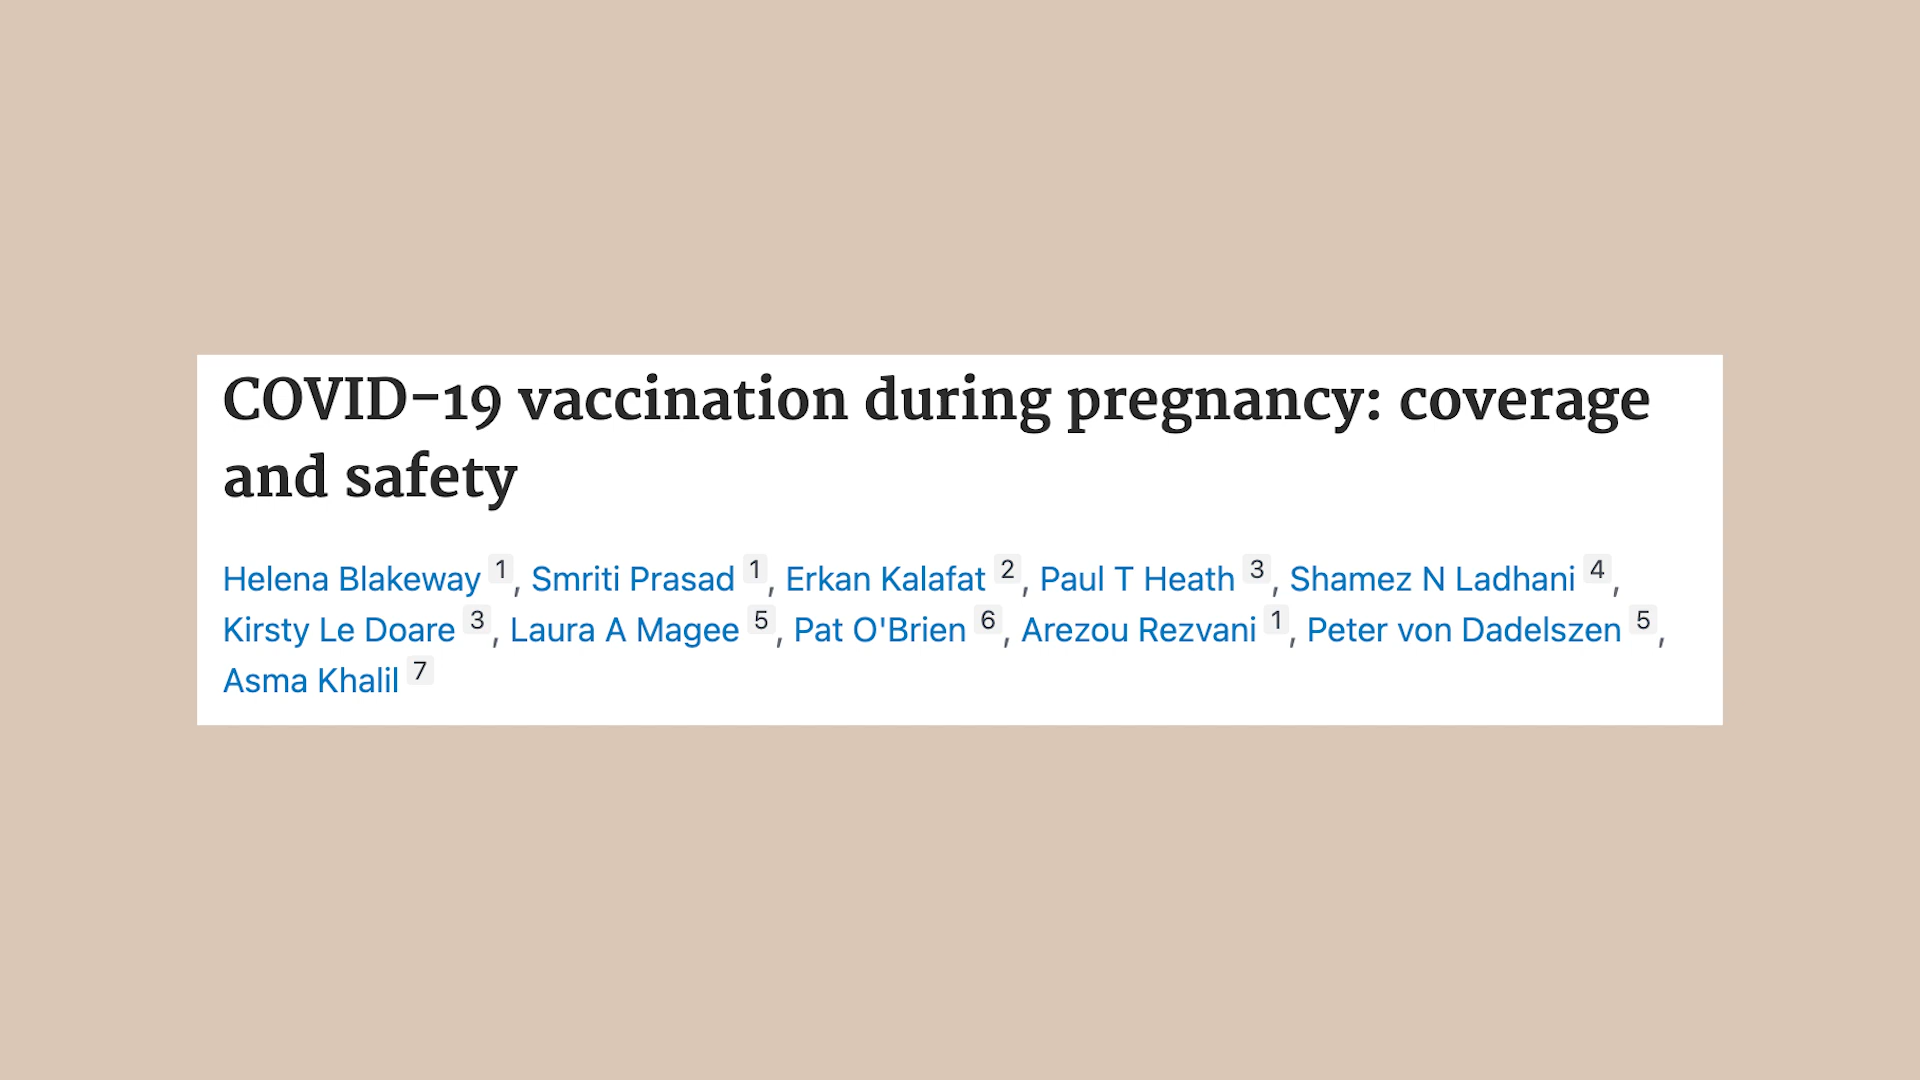 COVID-19 vaccination during pregnancy: coverage
and safety
Helena Blakeway 1, Smriti Prasad 1, Erkan Kalafat 2, Paul T Heath 3, Shamez N Ladhani 4,
Kirsty Le Doare 3, Laura A Magee 5, Pat O'Brien 6, Arezou Rezvani 1, Peter von Dadelszen 5,
Asma Khalil 7